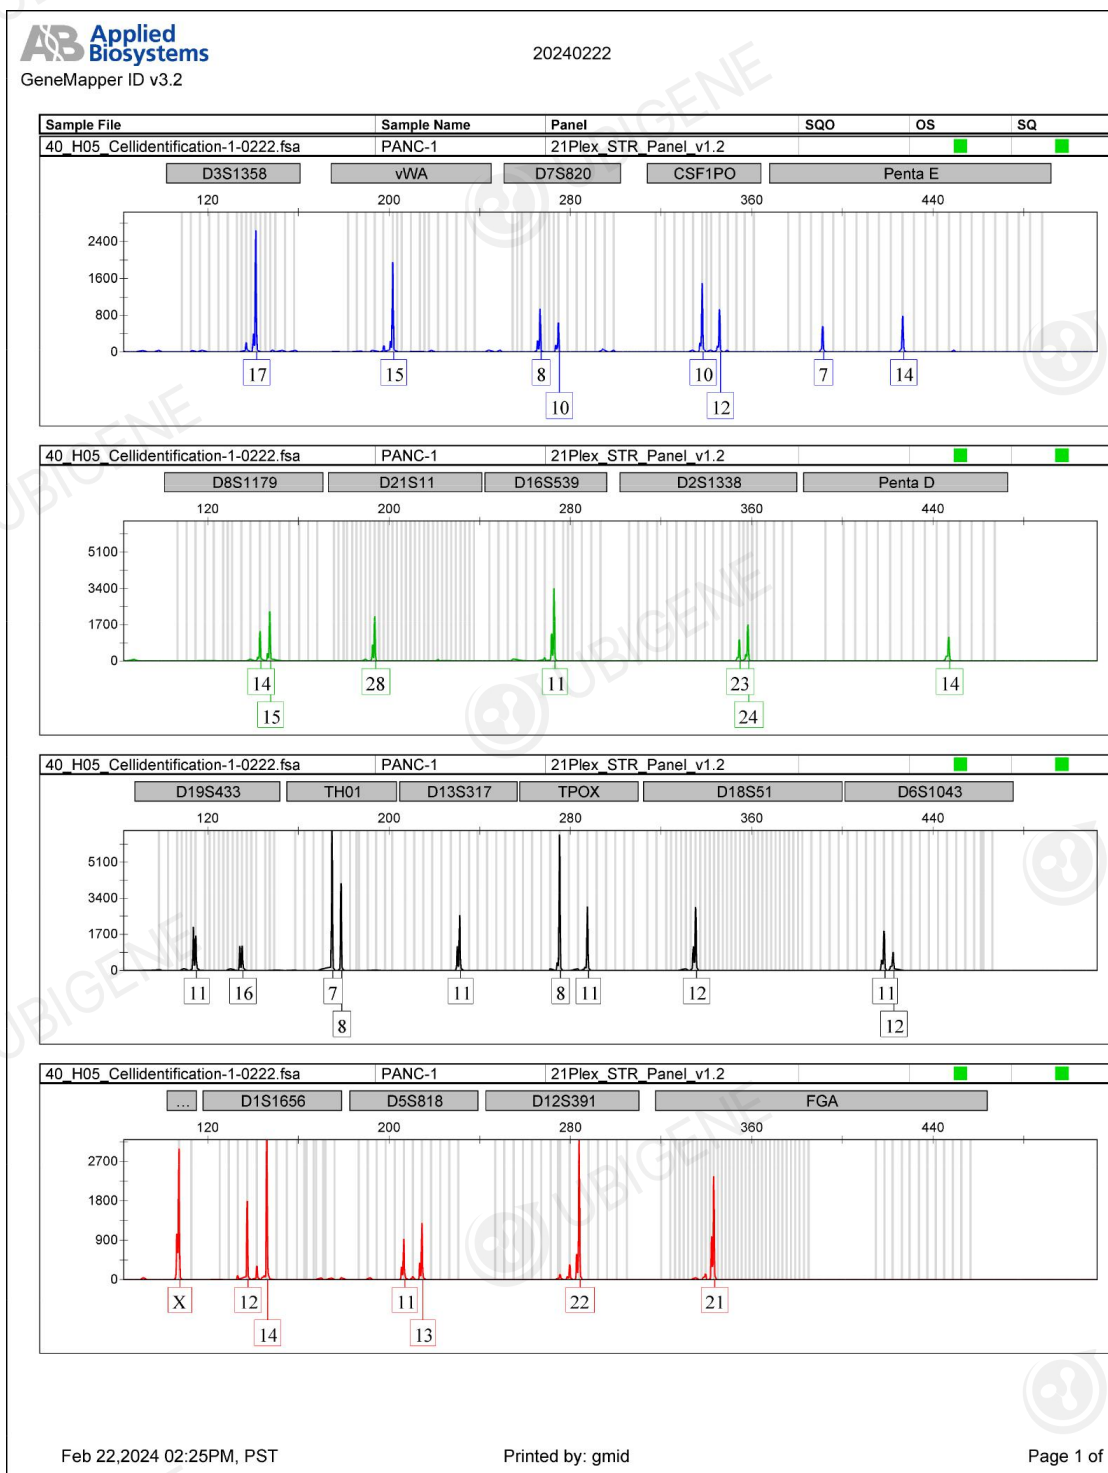 AB Applied
Biosystems
20240222
GeneMapper ID v3.2
Sample File Sample Name Panel SQO OS SQ
40_H05_Cellidentification-1-0222.fsa PANC-1 21Plex_STR_Panel_v1.2
D3S1358 vWA D7S820 CSF1PO Penta E
120 200 280 360 440
2400
1600
800
0
17 15 8 10 7 14
10 12
40_H05_Cellidentification-1-0222.fsa PANC-1 21Plex_STR_Panel_v1.2
D8S1179 D21S11 D16S539 D2S1338 Penta D
120 200 280 360 440
5100
3400
1700
0
14 28 11 23 14
15 24
40_H05_Cellidentification-1-0222.fsa PANC-1 21Plex_STR_Panel_v1.2
D19S433 TH01 D13S317 TPOX D18S51 D6S1043
120 200 280 360 440
5100
3400
1700
0
11 16 7 11 8 11 12 11
8 12
40_H05_Cellidentification-1-0222.fsa PANC-1 21Plex_STR_Panel_v1.2
... D1S1656 D5S818 D12S391 FGA
120 200 280 360 440
2700
1800
900
0
X 12 11 22 21
14 13
Feb 22,2024 02:25PM, PST Printed by: gmid Page 1 of
UBIGENE
UBIGENE
UBIGENE
UBIGENE
UBIGENE